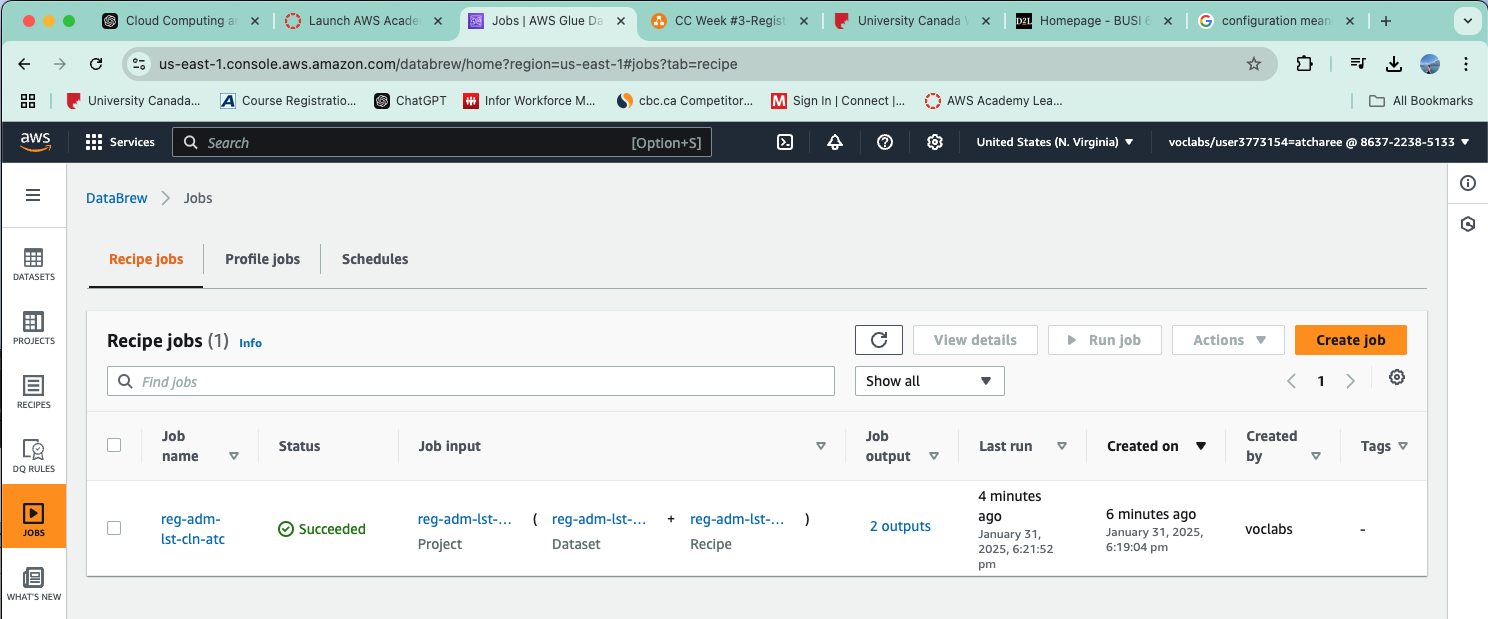 Cloud Computing an
Launch AWS Acade
Jobs | AWS Glue Da
CC Week #3-Regist
University Canada W
D2L Homepage - BUSI 6
configuration mean
us-east-1.console.aws.amazon.com/databrew/home?region=us-east-1#jobs?tab=recipe
University Canada...
Course Registratio...
ChatGPT
Infor Workforce M...
cbc.ca Competitor...
Sign In | Connect |...
AWS Academy Lea...
All Bookmarks
aws
Services
Search
[Option+S]
United States (N. Virginia)
voclabs/user3773154=atcharee @ 8637-2238-5133
DATASETS
PROJECTS
RECIPES
DQ RULES
JOBS
WHAT'S NEW
DataBrew
Jobs
Recipe jobs
Profile jobs
Schedules
Recipe jobs (1) Info
View details
Run job
Actions
Create job
Find jobs
Show all
1
Job
name
Status
Job input
Job
output
Last run
Created on
Created
by
Tags
reg-adm-
lst-cln-atc
Succeeded
reg-adm-lst-... ( reg-adm-lst-... + reg-adm-lst-... )
Project
Dataset
Recipe
2 outputs
4 minutes
ago
January 31,
2025, 6:21:52
pm
6 minutes ago
January 31, 2025,
6:19:04 pm
voclabs
-